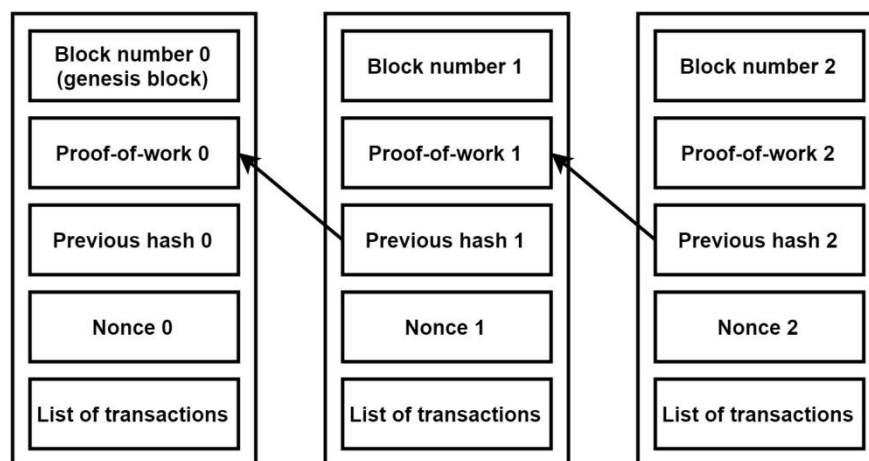 Block number 0
(genesis block)
Proof-of-work 0
Previous hash 0
Nonce 0
List of transactions
Block number 1
Proof-of-work 1
Previous hash 1
Nonce 1
List of transactions
Block number 2
Proof-of-work 2
Previous hash 2
Nonce 2
List of transactions